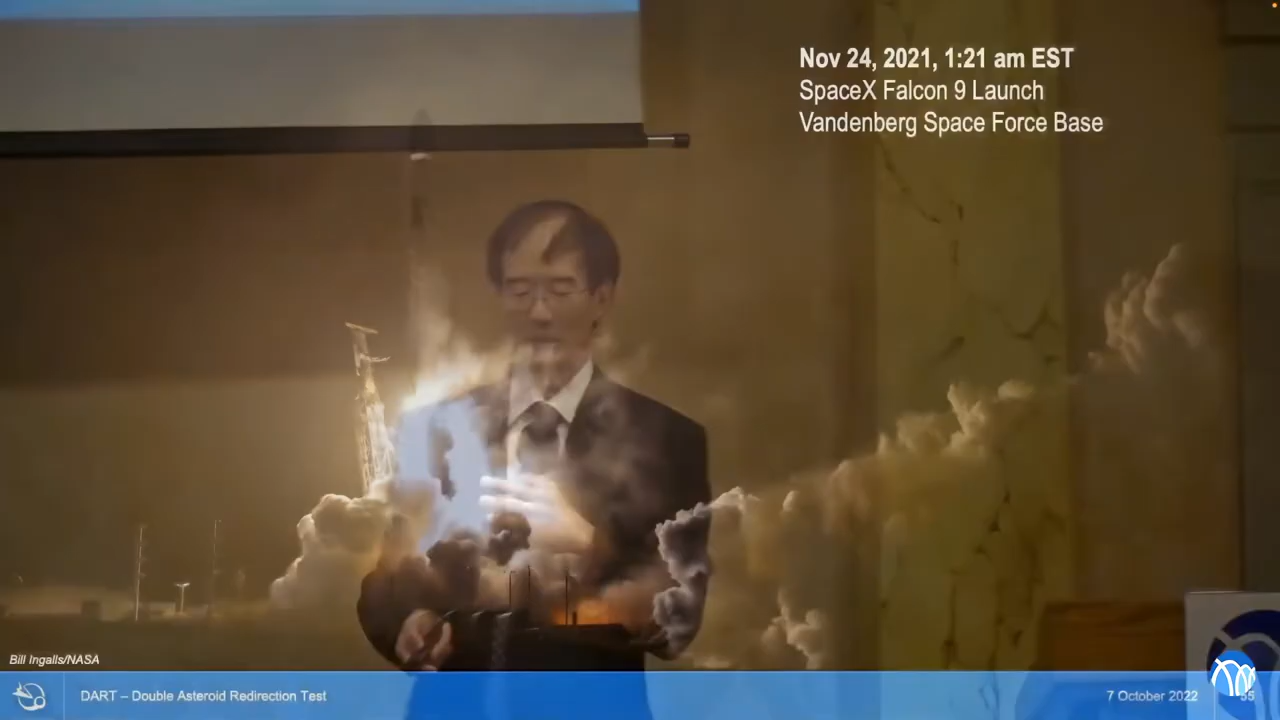 Nov 24, 2021, 1:21 am EST
SpaceX Falcon 9 Launch
Vandenberg Space Force Base
Bill Ingalls/NASA
DART – Double Asteroid Redirection Test
7 October 2022
55